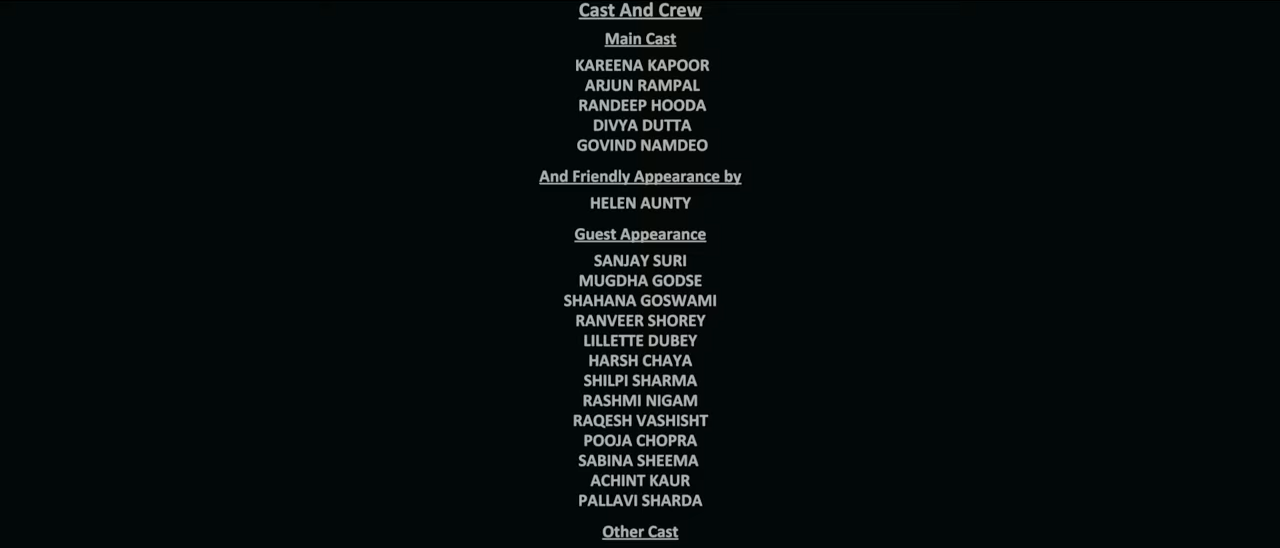 Cast And Crew
Main Cast
KAREENA KAPOOR
ARJUN RAMPAL
RANDEEP HOODA
DIVYA DUTTA
GOVIND NAMDEO
And Friendly Appearance by
HELEN AUNTY
Guest Appearance
SANJAY SURI
MUGDHA GODSE
SHAHANA GOSWAMI
RANVEER SHOREY
LILLETTE DUBEY
HARSH CHAYA
SHILPI SHARMA
RASHMI NIGAM
RAQESH VASHISHT
POOJA CHOPRA
SABINA SHEEMA
ACHINT KAUR
PALLAVI SHARDA
Other Cast